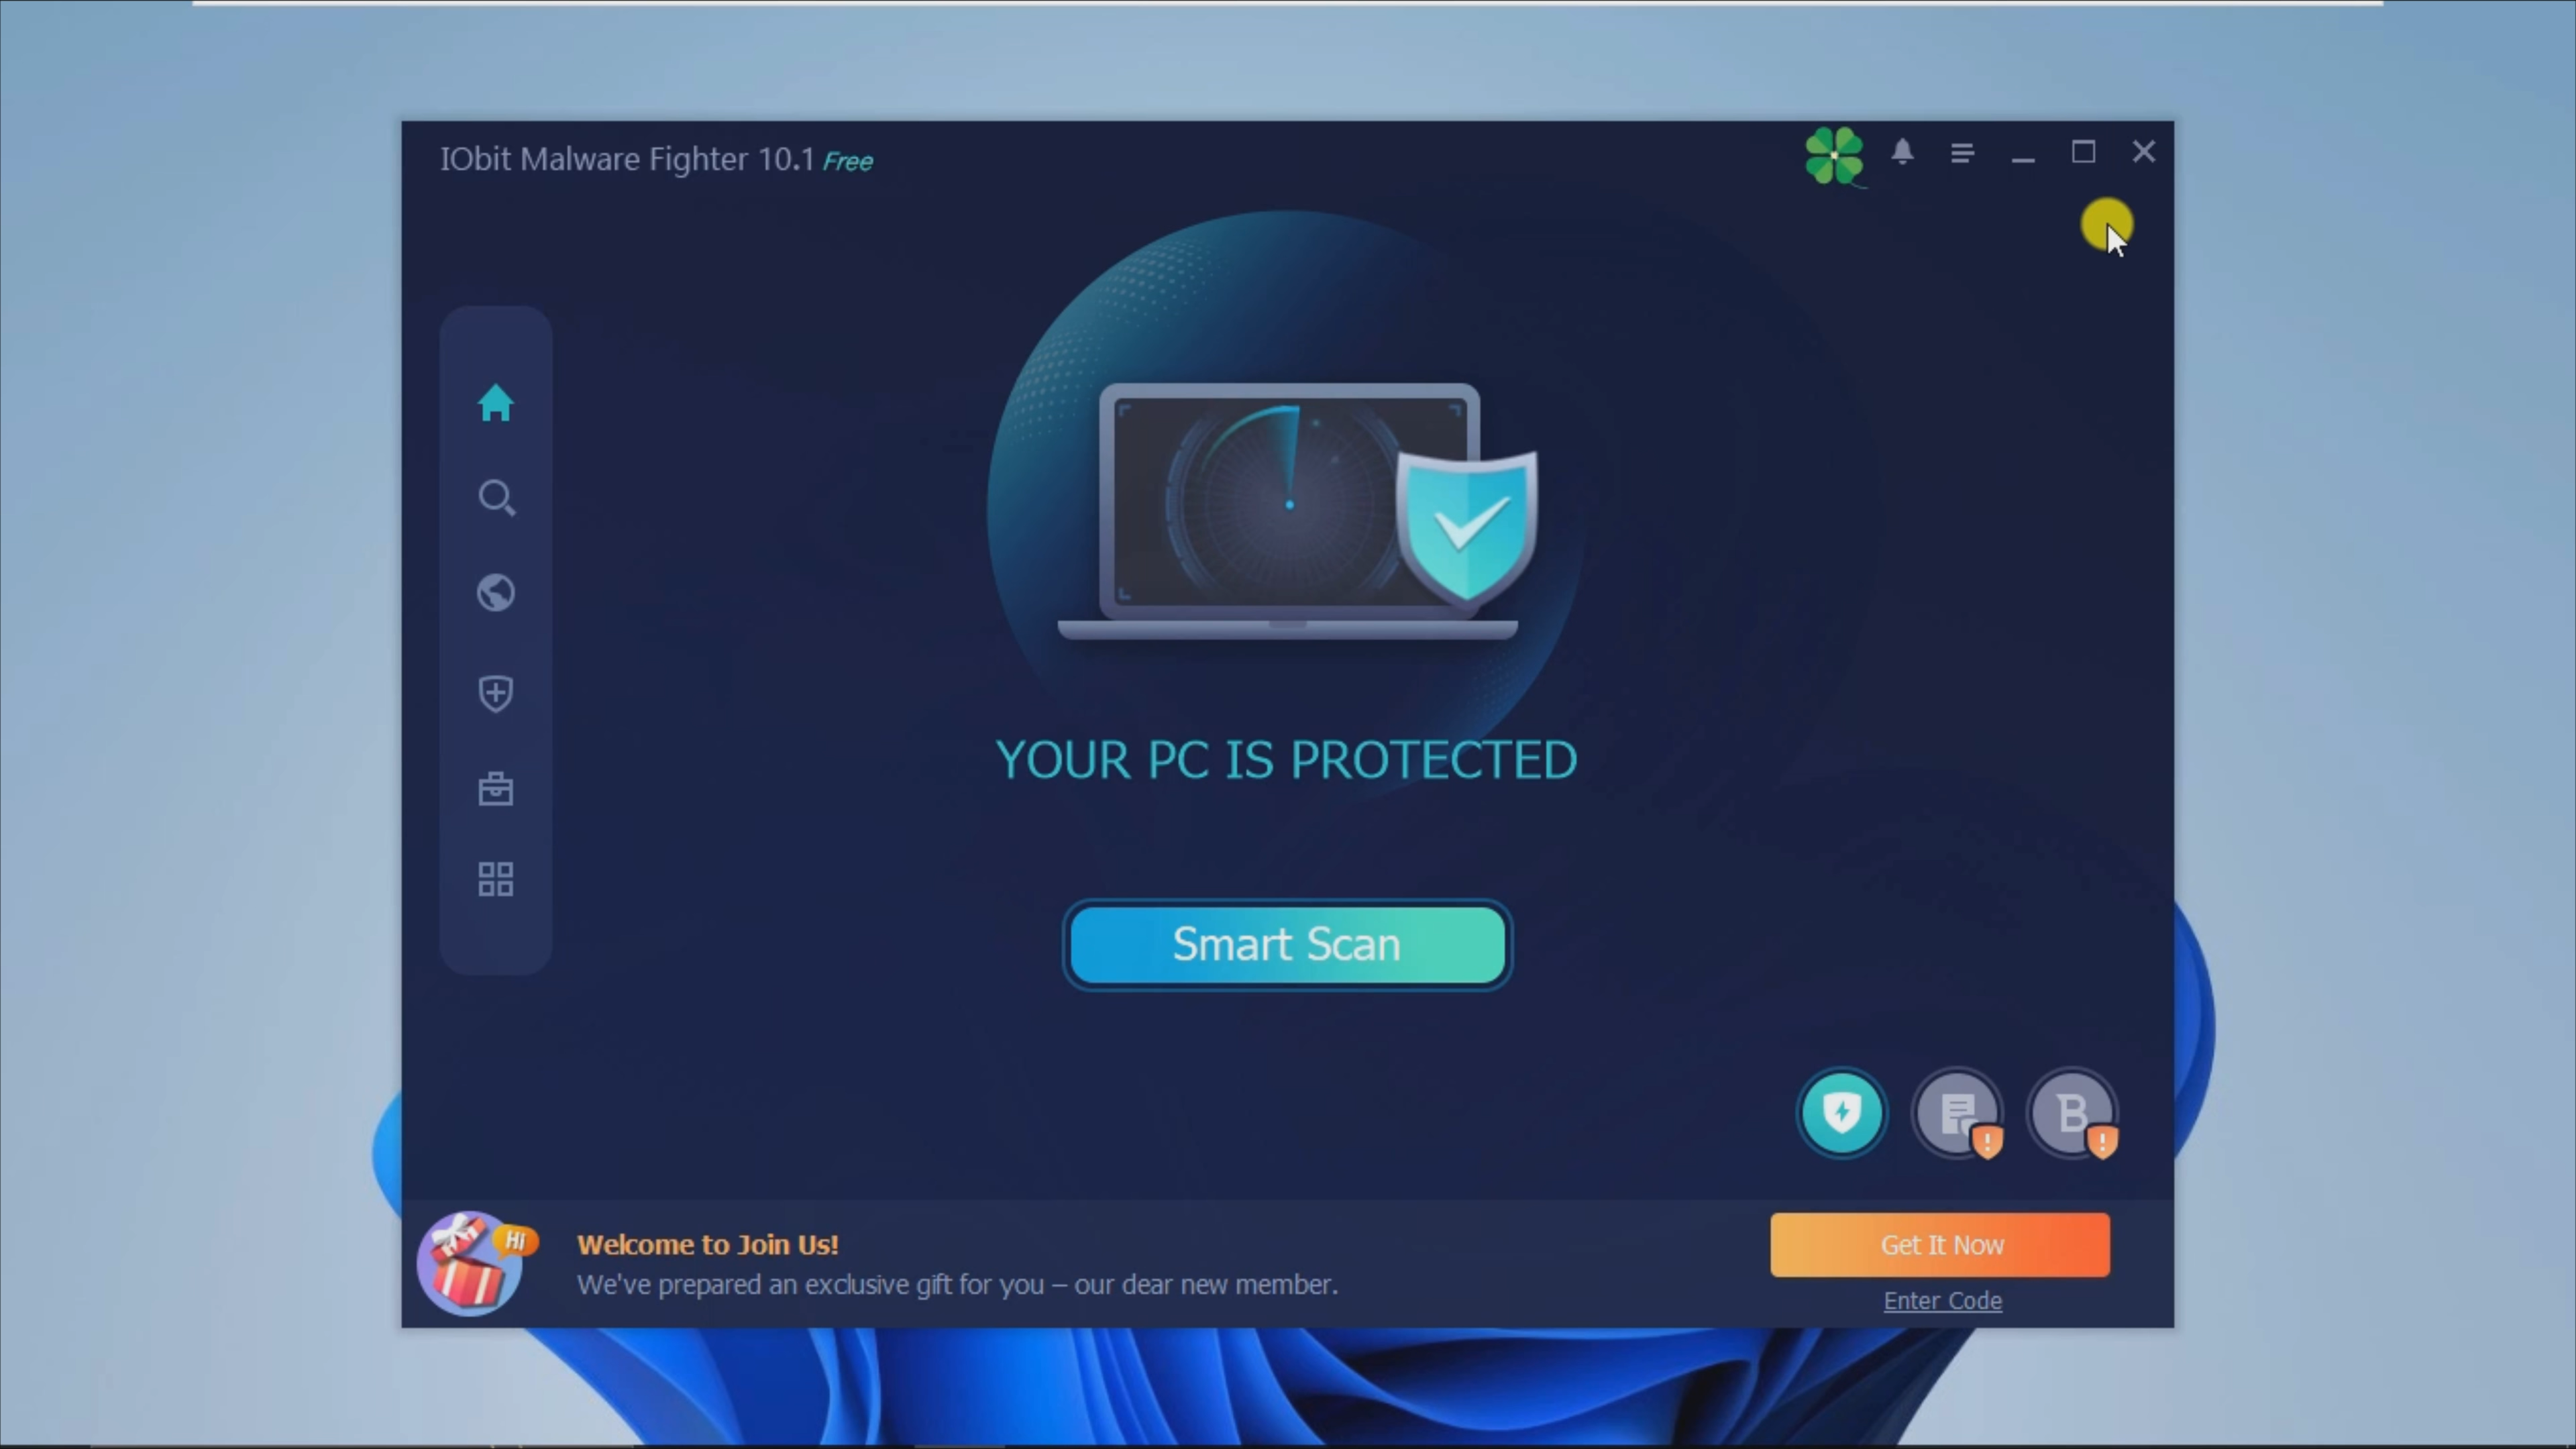 IObit Malware Fighter 10.1 Free
YOUR PC IS PROTECTED
Smart Scan
B
Hi
Welcome to Join Us!
We've prepared an exclusive gift for you – our dear new member.
Get It Now
Enter Code